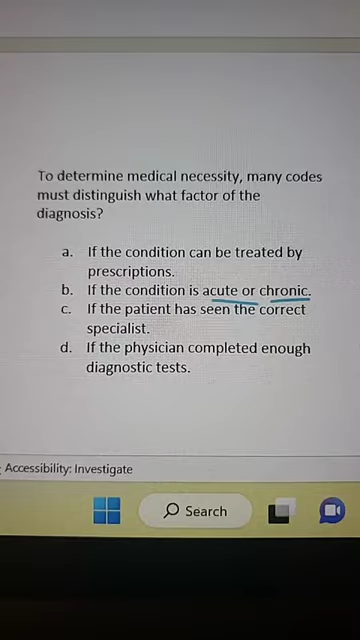 To determine medical necessity, many codes
must distinguish what factor of the
diagnosis?
a. If the condition can be treated by
prescriptions.
b. If the condition is acute or chronic.
c. If the patient has seen the correct
specialist.
d. If the physician completed enough
diagnostic tests.
Accessibility: Investigate
Search